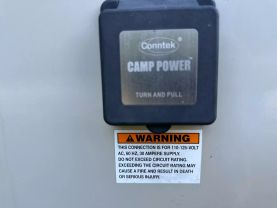 Conntek
CAMP POWER
TURN AND PULL
WARNING
THIS CONNECTION IS FOR 110-125-VOLT
AC, 60 HZ, 30 AMPERE SUPPLY.
DO NOT EXCEED CIRCUIT RATING.
EXCEEDING THE CIRCUIT RATING MAY
CAUSE A FIRE AND RESULT IN DEATH
OR SERIOUS INJURY.